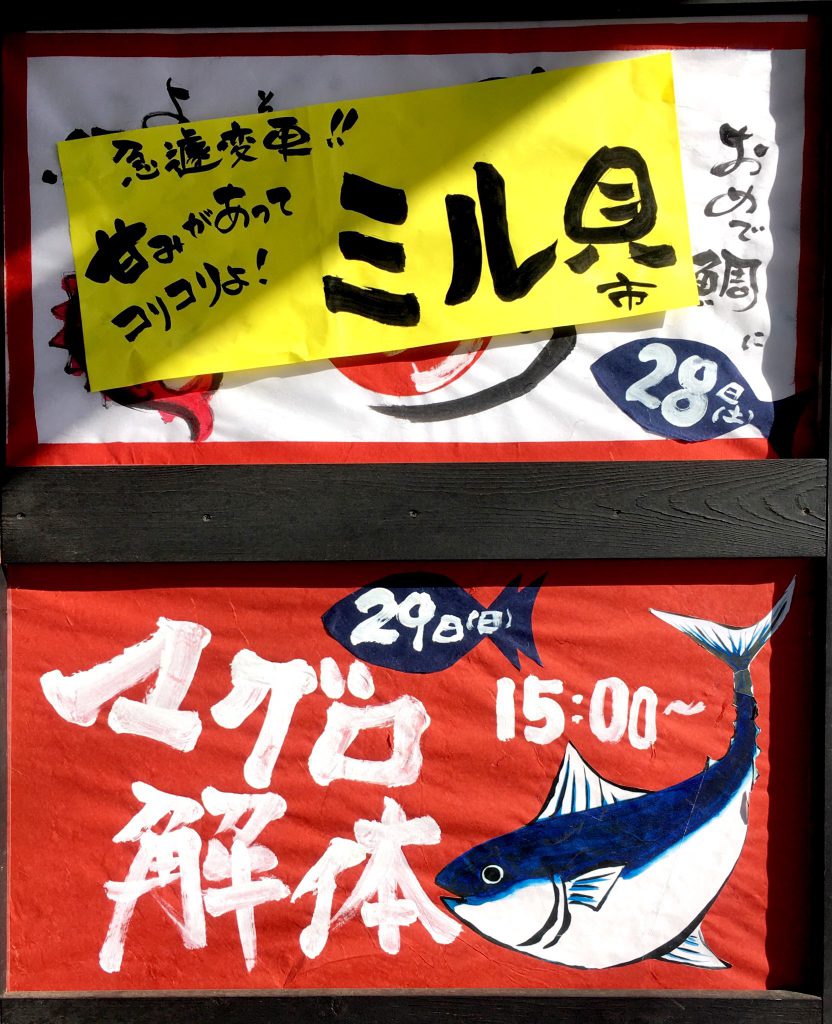 よ
と
急遽変更!!
甘みがあって
コリコリよ!
ミル貝
市
おめで鯛
に
28日(土)
29日(日)
15:00~
マグロ
解体